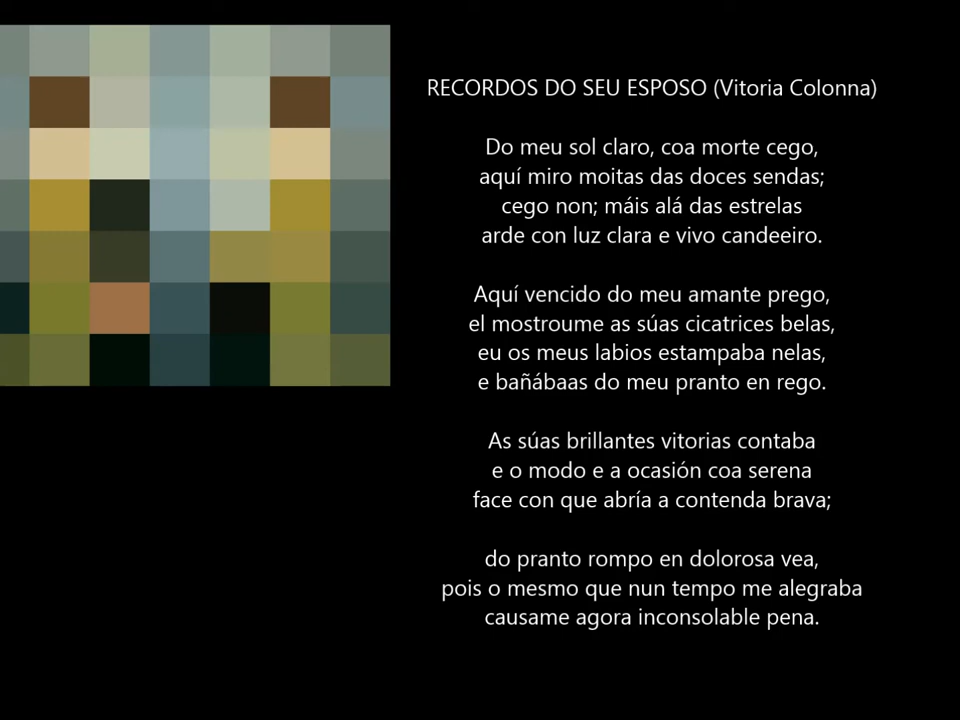 RECORDOS DO SEU ESPOSO (Vitoria Colonna)
Do meu sol claro, coa morte cego,
aquí miro moitas das doces sendas;
cego non; máis alá das estrelas
arde con luz clara e vivo candeeiro.
Aquí vencido do meu amante prego,
el mostroume as súas cicatrices belas,
eu os meus labios estampaba nelas,
e bañábaas do meu pranto en rego.
As súas brillantes vitorias contaba
e o modo e a ocasión coa serena
face con que abría a contenda brava;
do pranto rompo en dolorosa vea,
pois o mesmo que nun tempo me alegraba
causame agora inconsolable pena.